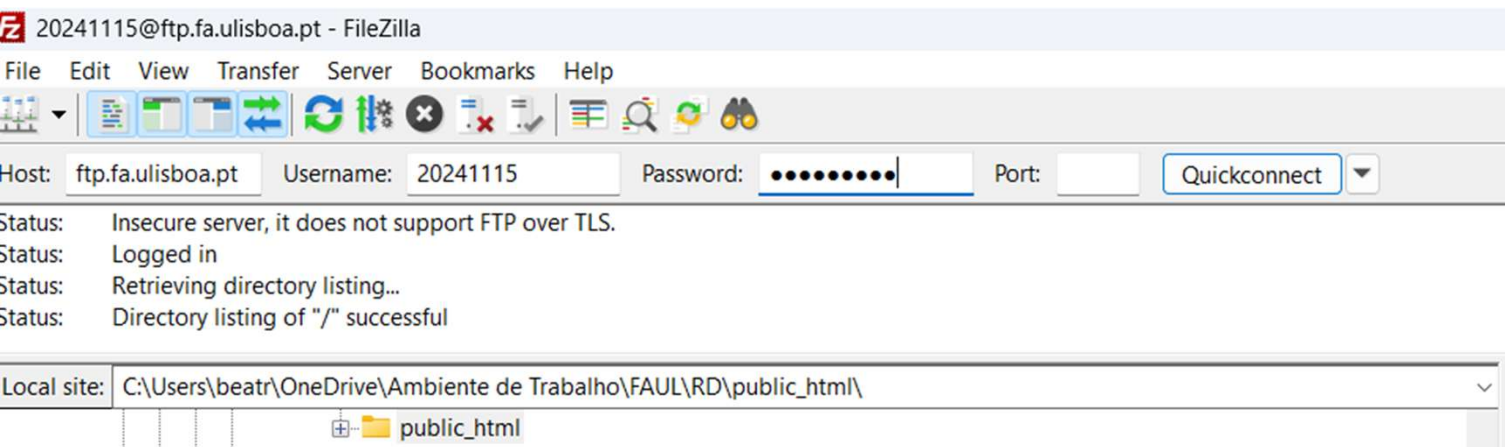 FZ 20241115@ftp.fa.ulisboa.pt - FileZilla
File Edit View Transfer Server Bookmarks Help
Host: ftp.fa.ulisboa.pt Username: 20241115 Password: ●●●●●●●●● Port: Quickconnect
Status: Insecure server, it does not support FTP over TLS.
Status: Logged in
Status: Retrieving directory listing...
Status: Directory listing of "/" successful
Local site: C:\Users\beatr\OneDrive\Ambiente de Trabalho\FAUL\RD\public_html\
public_html